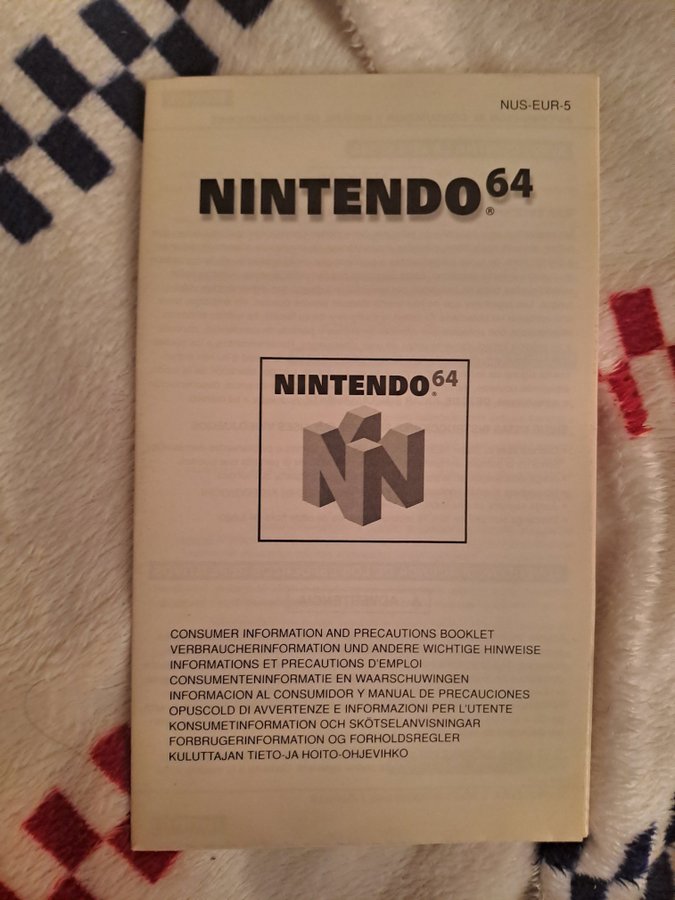 NUS-EUR-5
NINTENDO64®
NINTENDO64®
ADVERTENCIA
CONSUMER INFORMATION AND PRECAUTIONS BOOKLET
VERBRAUCHERINFORMATION UND ANDERE WICHTIGE HINWEISE
INFORMATIONS ET PRECAUTIONS D'EMPLOI
CONSUMENTENINFORMATIE EN WAARSCHUWINGEN
INFORMACION AL CONSUMIDOR Y MANUAL DE PRECAUCIONES
OPUSCOLD DI AVVERTENZE E INFORMAZIONI PER L'UTENTE
KONSUMETINFORMATION OCH SKÖTSELANVISNINGAR
FORBRUGERINFORMATION OG FORHOLDSREGLER
KULUTTAJAN TIETO-JA HOITO-OHJEVIHKO